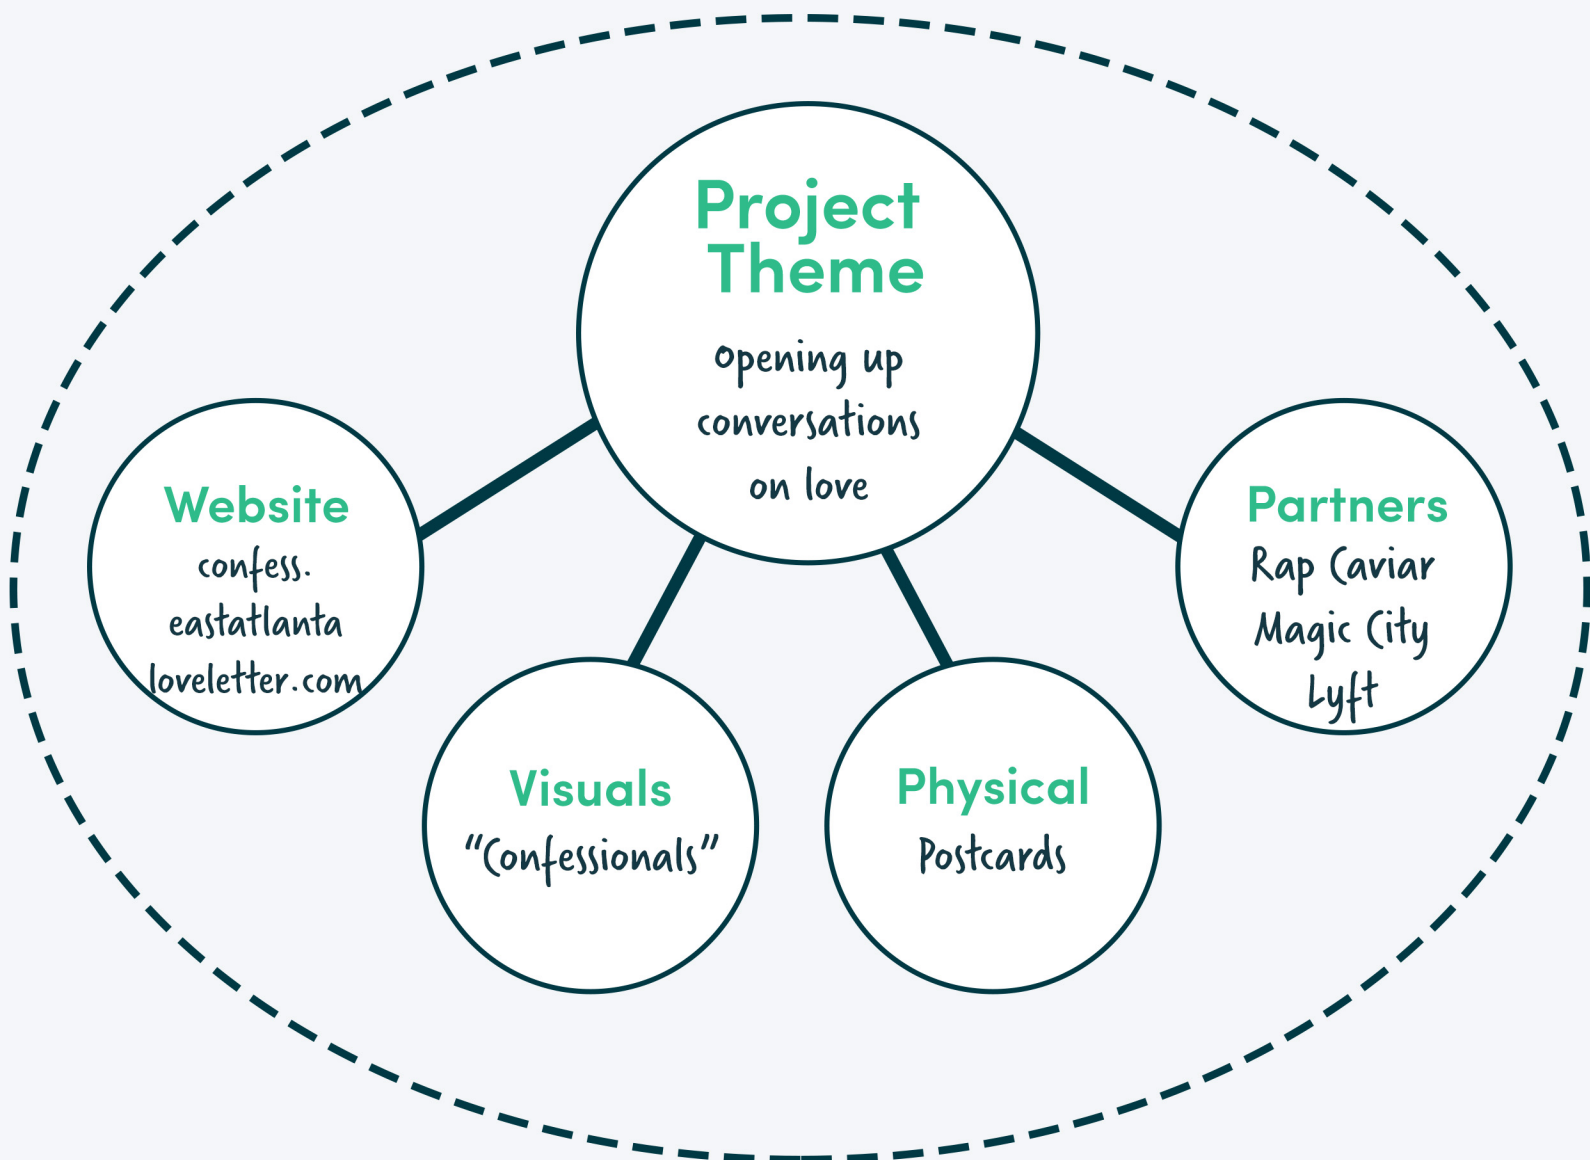 Project
Theme
Opening up
conversations
on love
Website
confess.
eastatlanta
loveletter.com
Visuals
“Confessionals”
Physical
Postcards
Partners
Rap Caviar
Magic City
Lyft